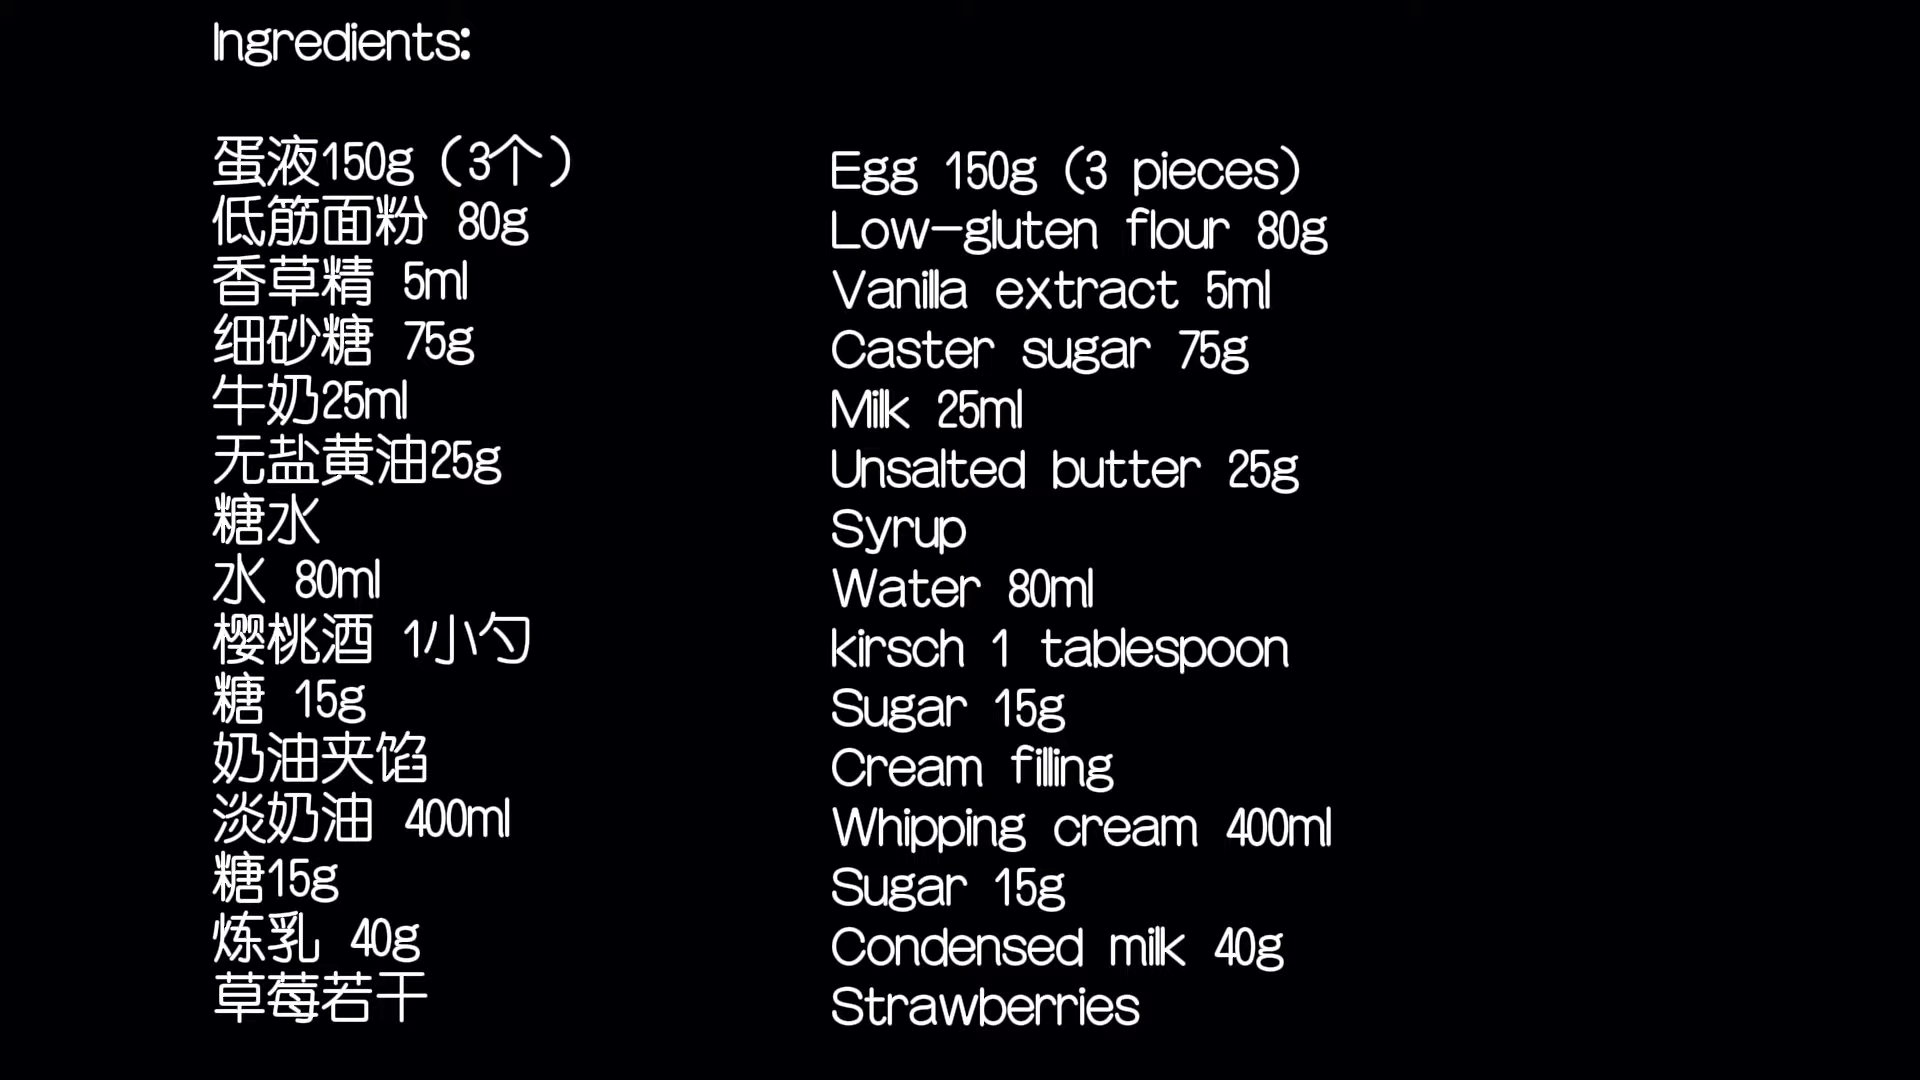 Ingredients:
蛋液150g（3个）
低筋面粉 80g
香草精 5ml
细砂糖 75g
牛奶25ml
无盐黄油25g
糖水
水 80ml
樱桃酒 1小勺
糖 15g
奶油夹馅
淡奶油 400ml
糖15g
炼乳 40g
草莓若干
Egg 150g (3 pieces)
Low-gluten flour 80g
Vanilla extract 5ml
Caster sugar 75g
Milk 25ml
Unsalted butter 25g
Syrup
Water 80ml
kirsch 1 tablespoon
Sugar 15g
Cream filling
Whipping cream 400ml
Sugar 15g
Condensed milk 40g
Strawberries